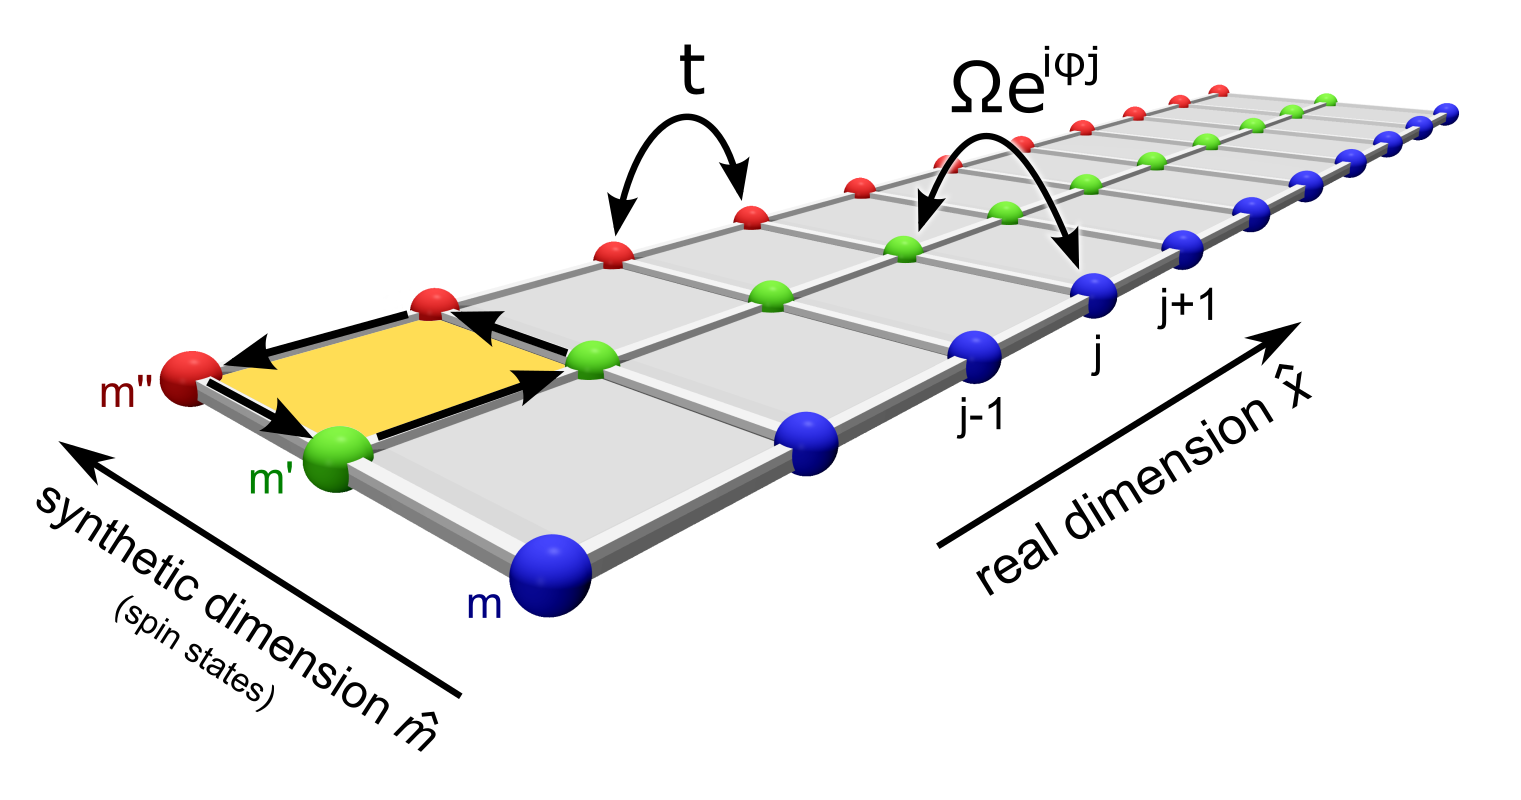 t
Ωe^{iφj}
m''
m'
m
j-1
j
j+1
synthetic dimension m̂
(spin states)
real dimension x̂